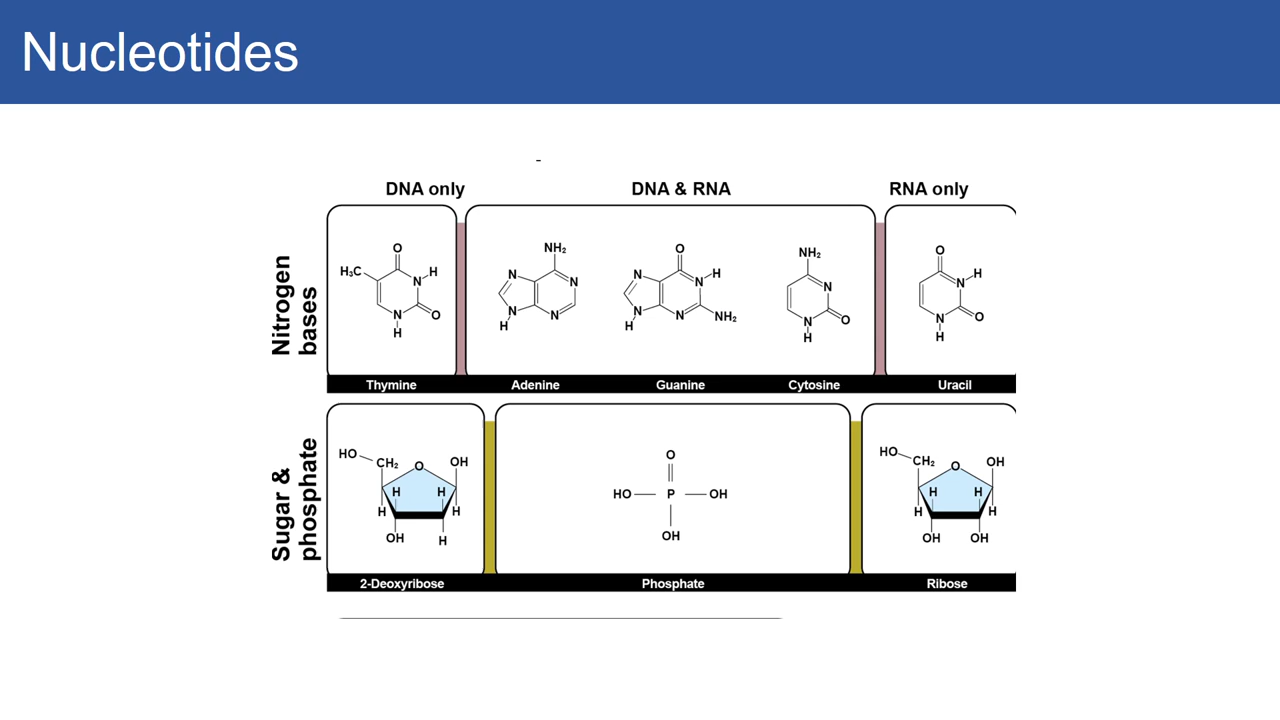 Nucleotides
-
DNA only
DNA & RNA
RNA only
Nitrogen
bases
O
H₃C
N
H
O
N
H
NH₂
N
N
N
N
H
O
N
N
H
N
N
NH₂
H
NH₂
N
N
O
H
O
N
H
O
N
H
Thymine
Adenine
Guanine
Cytosine
Uracil
Sugar &
phosphate
HO
CH₂
O
OH
H
H
H
H
OH
H
O
HO
P
OH
OH
HO
CH₂
O
OH
H
H
H
H
OH
OH
2-Deoxyribose
Phosphate
Ribose